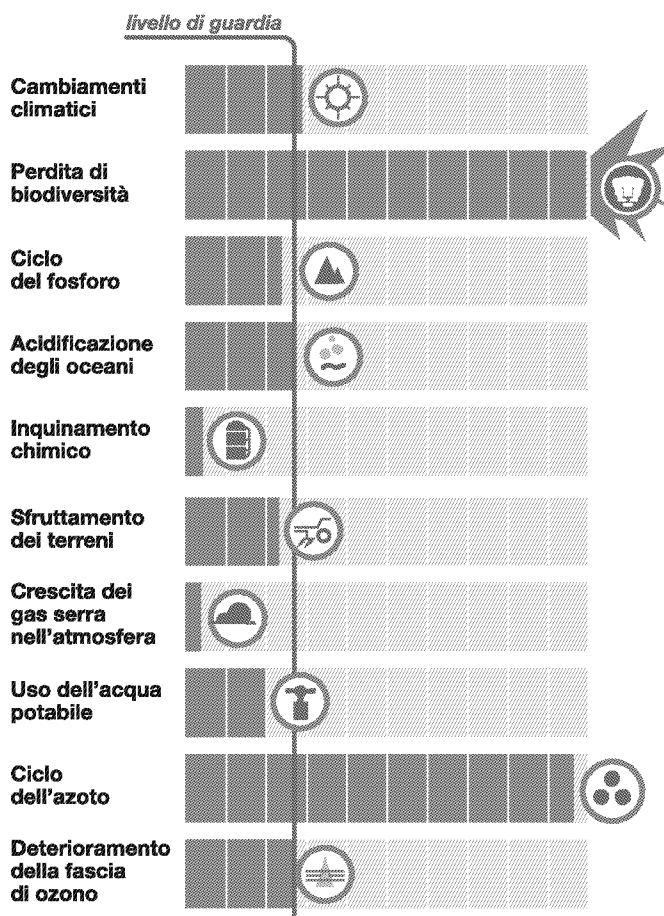 livello di guardia
Cambiamenti
climatici
Perdita di
biodiversità
Ciclo
del fosforo
Acidificazione
degli oceani
Inquinamento
chimico
Sfruttamento
dei terreni
Crescita dei
gas serra
nell'atmosfera
Uso dell'acqua
potabile
Ciclo
dell'azoto
Deterioramento
della fascia
di ozono